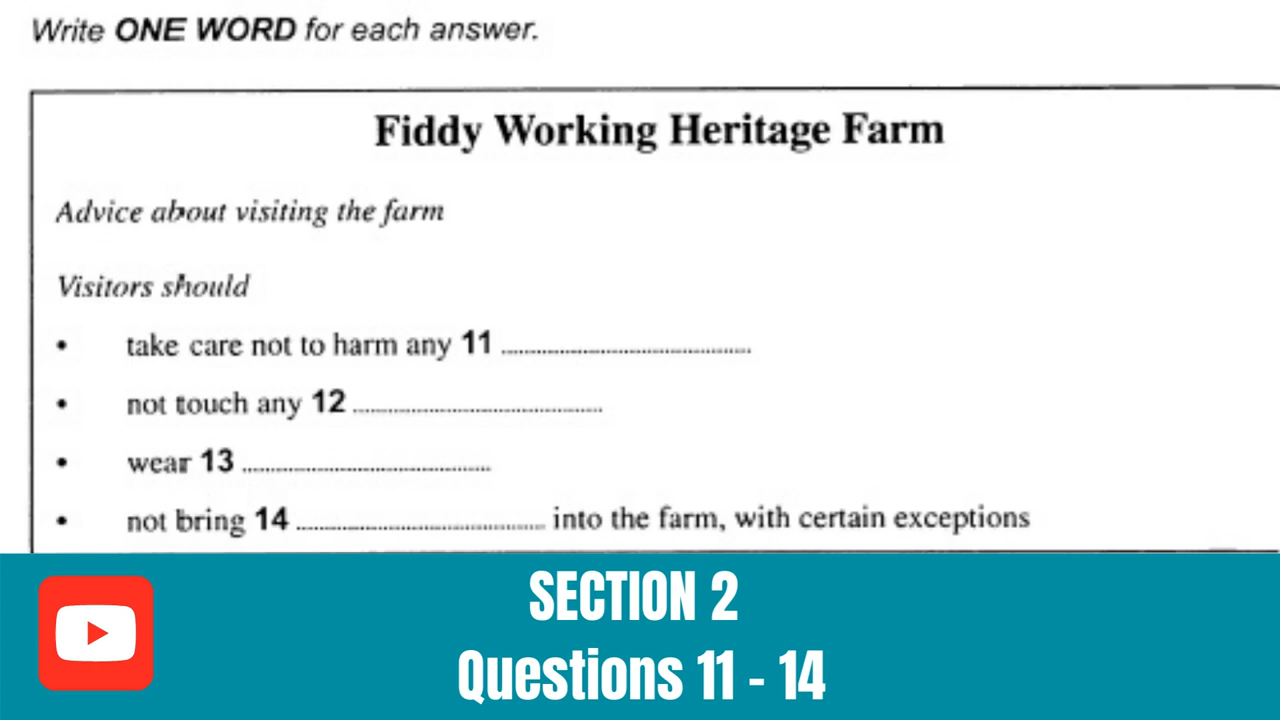 Write ONE WORD for each answer.
Fiddy Working Heritage Farm
Advice about visiting the farm
Visitors should
• take care not to harm any 11 ........................................
• not touch any 12 ........................................
• wear 13 ........................................
• not bring 14 ........................................ into the farm, with certain exceptions
SECTION 2
Questions 11 - 14